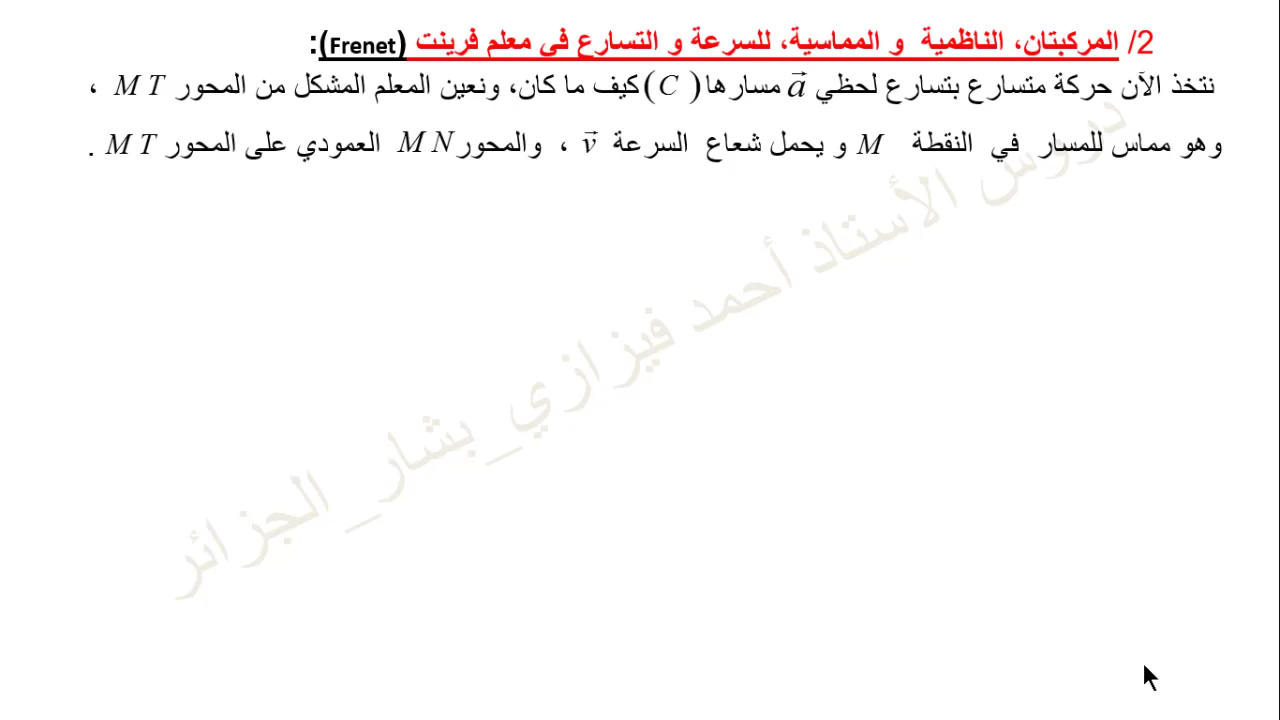 2/ المركبتان، الناظمية و المماسية، للسرعة و التسارع في معلم فرينت (Frenet):
نتخذ الآن حركة متسارع بتسارع لحظي a⃗ مسارها (C) كيف ما كان، ونعين المعلم المشكل من المحور MT ،
وهو مماس للمسار في النقطة M و يحمل شعاع السرعة v⃗ ، والمحور MN العمودي على المحور MT .
دروس الأستاذ أحمد فيزازي_بشار_الجزائر